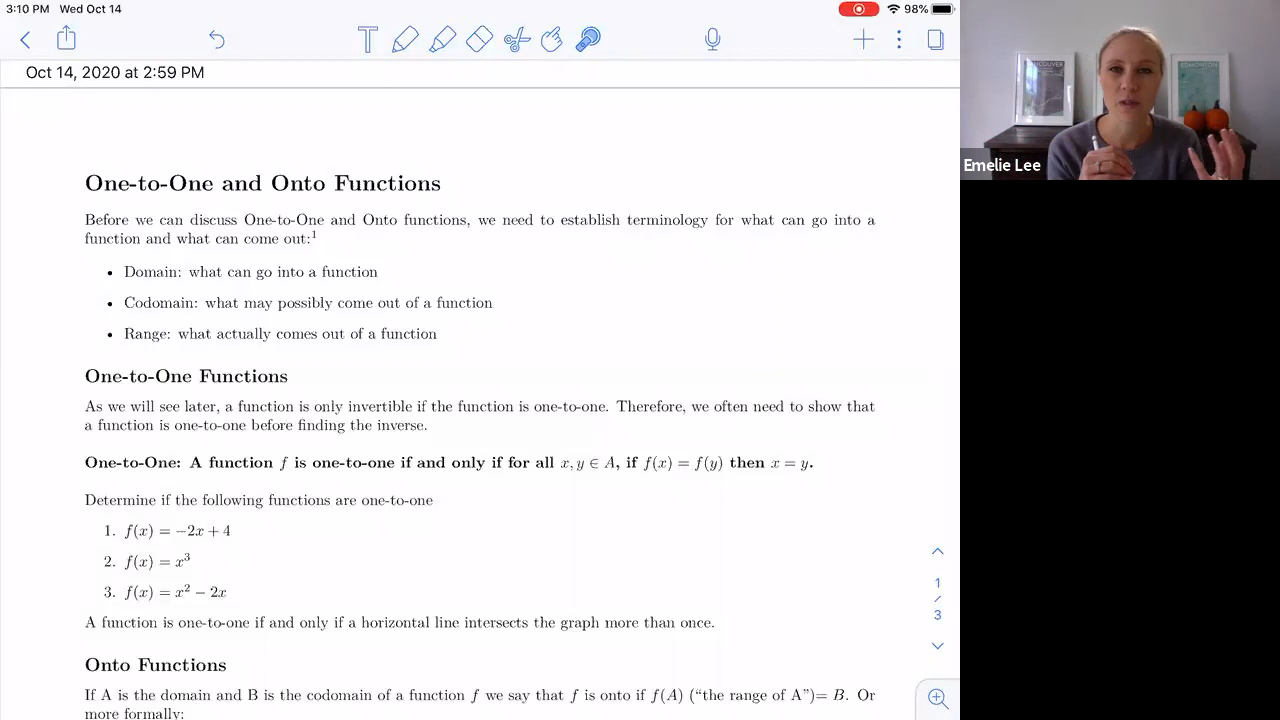 3:10 PM Wed Oct 14
98%
Oct 14, 2020 at 2:59 PM
VANCOUVER
EDMONTON
Emelie Lee
One-to-One and Onto Functions
Before we can discuss One-to-One and Onto functions, we need to establish terminology for what can go into a
function and what can come out:¹
• Domain: what can go into a function
• Codomain: what may possibly come out of a function
• Range: what actually comes out of a function
One-to-One Functions
As we will see later, a function is only invertible if the function is one-to-one. Therefore, we often need to show that
a function is one-to-one before finding the inverse.
One-to-One: A function f is one-to-one if and only if for all x, y ∈ A, if f(x) = f(y) then x = y.
Determine if the following functions are one-to-one
1. f(x) = −2x + 4
2. f(x) = x³
3. f(x) = x² − 2x
A function is one-to-one if and only if a horizontal line intersects the graph more than once.
1
/
3
Onto Functions
If A is the domain and B is the codomain of a function f we say that f is onto if f(A) (“the range of A”)= B. Or
more formally: